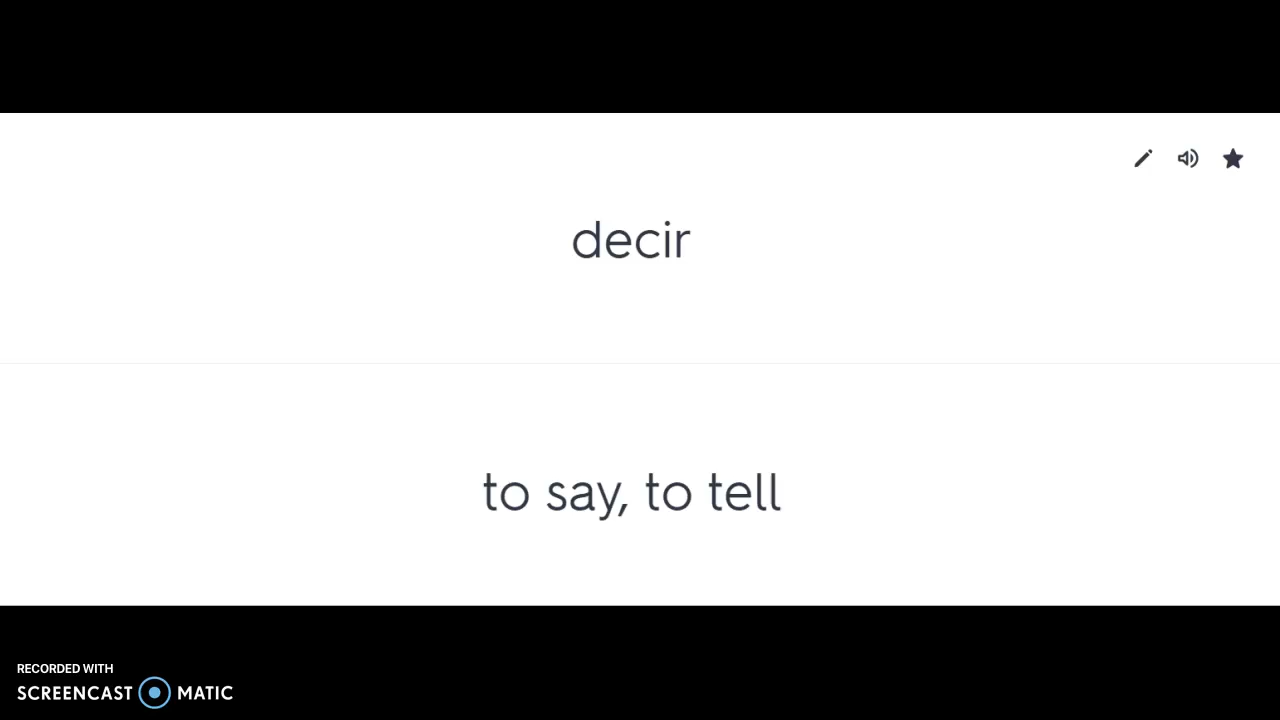 decir
to say, to tell
RECORDED WITH
SCREENCAST MATIC